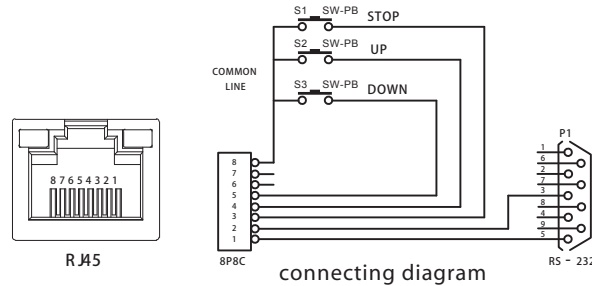 S1 SW-PB STOP
S2 SW-PB UP
COMMON
LINE
S3 SW-PB DOWN
8 7 6 5 4 3 2 1
RJ45
8
7
6
5
4
3
2
1
8P8C
P1
1
6
2
7
3
8
4
9
5
RS - 232
connecting diagram